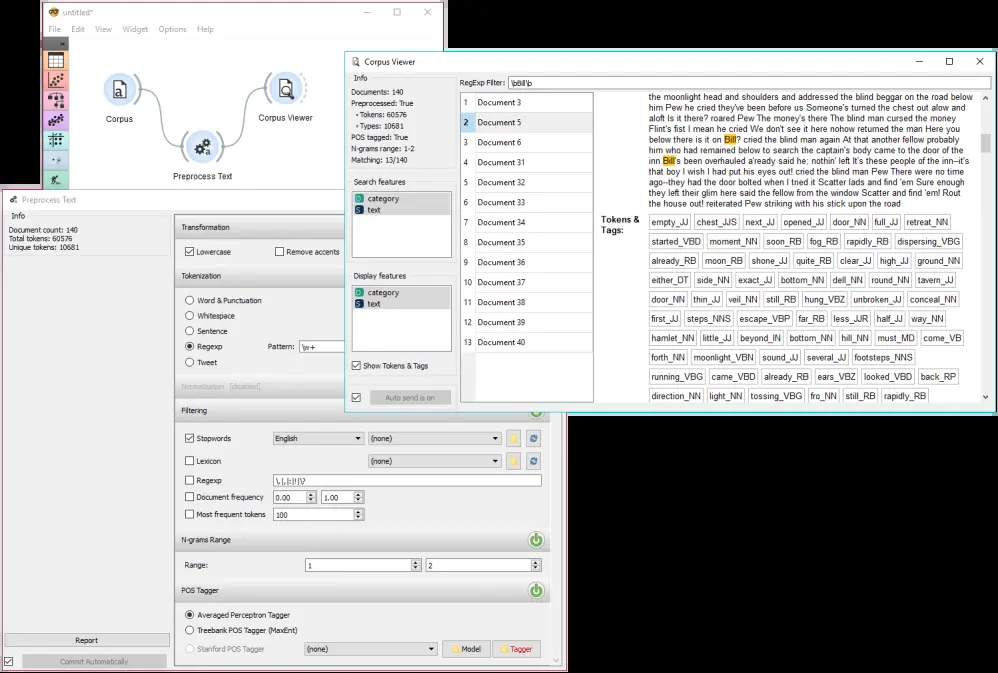 untitled*
File Edit View Widget Options Help
Corpus
Corpus Viewer
Preprocess Text
Corpus Viewer
Info
Documents: 140
Preprocessed: True
• Tokens: 60576
• Types: 10681
POS tagged: True
N-grams range: 1-2
Matching: 13/140
Search features
category
text
Display features
category
text
Show Tokens & Tags
Auto send is on
RegExp Filter: \bBill\b
1 Document 3
2 Document 5
3 Document 6
4 Document 31
5 Document 32
6 Document 33
7 Document 34
8 Document 35
9 Document 36
10 Document 37
11 Document 38
12 Document 39
13 Document 40
the moonlight head and shoulders and addressed the blind beggar on the road below
him Pew he cried they've been before us Someone's turned the chest out alow and
aloft Is it there? roared Pew The money's there The blind man cursed the money
Flint's fist I mean he cried We don't see it here nohow returned the man Here you
below there is it on Bill? cried the blind man again At that another fellow probably
him who had remained below to search the captain's body came to the door of the
inn Bill's been overhauled a'ready said he; nothin' left It's these people of the inn--it's
that boy I wish I had put his eyes out! cried the blind man Pew There were no time
ago--they had the door bolted when I tried it Scatter lads and find 'em Sure enough
they left their glim here said the fellow from the window Scatter and find 'em! Rout
the house out! reiterated Pew striking with his stick upon the road
Tokens &
Tags:
empty_JJ chest_JJS next_JJ opened_JJ door_NN full_JJ retreat_NN
started_VBD moment_NN soon_RB fog_RB rapidly_RB dispersing_VBG
already_RB moon_RB shone_JJ quite_RB clear_JJ high_JJ ground_NN
either_DT side_NN exact_JJ bottom_NN dell_NN round_NN tavern_JJ
door_NN thin_JJ veil_NN still_RB hung_VBZ unbroken_JJ conceal_NN
first_JJ steps_NNS escape_VBP far_RB less_JJR half_JJ way_NN
hamlet_NN little_JJ beyond_IN bottom_NN hill_NN must_MD come_VB
forth_NN moonlight_VBN sound_JJ several_JJ footsteps_NNS
running_VBG came_VBD already_RB ears_VBZ looked_VBD back_RP
direction_NN light_NN tossing_VBG fro_NN still_RB rapidly_RB
Preprocess Text
Info
Document count: 140
Total tokens: 60576
Unique tokens: 10681
Report
Commit Automatically
Transformation
Lowercase Remove accents
Tokenization
Word & Punctuation
Whitespace
Sentence
Regexp Pattern: \w+
Tweet
Normalization [disabled]
Filtering
Stopwords English (none)
Lexicon (none)
Regexp \.|,|:|!|\?
Document frequency 0.00 1.00
Most frequent tokens 100
N-grams Range
Range: 1 2
POS Tagger
Averaged Perceptron Tagger
Treebank POS Tagger (MaxEnt)
Stanford POS Tagger (none) Model Tagger